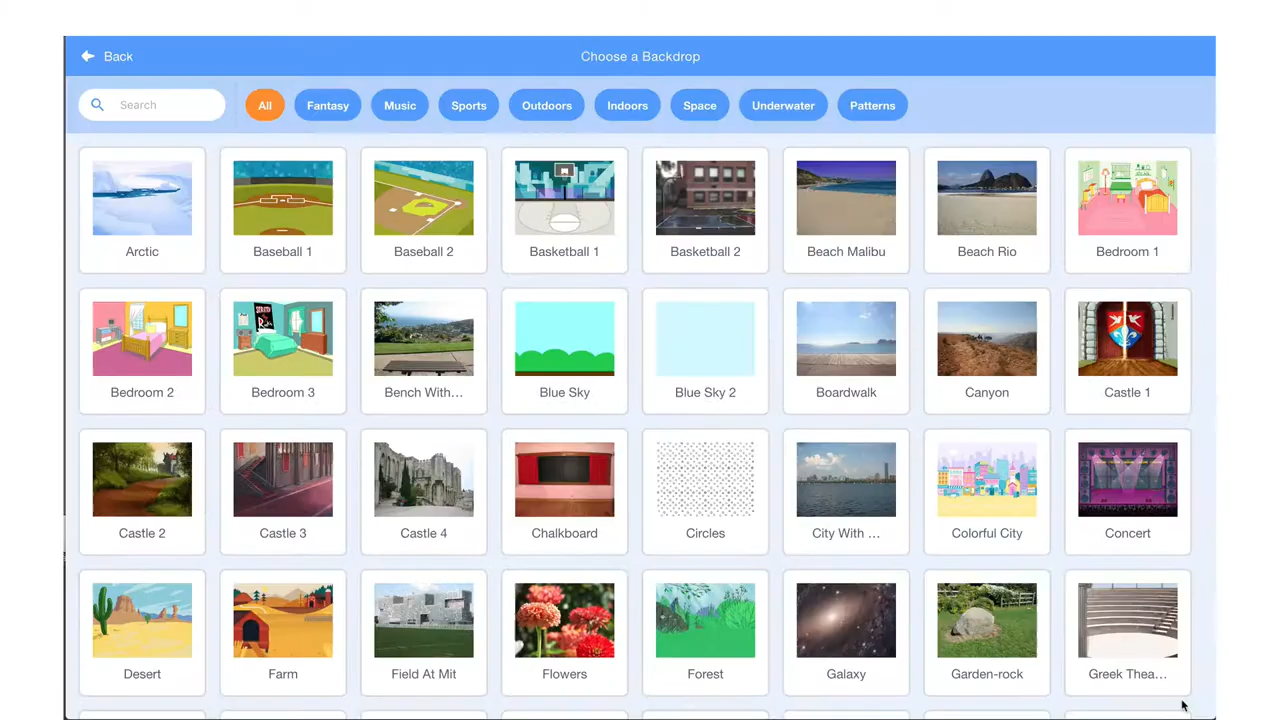 Back
Choose a Backdrop
Search
All Fantasy Music Sports Outdoors Indoors Space Underwater Patterns
Arctic Baseball 1 Baseball 2 Basketball 1 Basketball 2 Beach Malibu Beach Rio Bedroom 1
Bedroom 2 Bedroom 3 Bench With... Blue Sky Blue Sky 2 Boardwalk Canyon Castle 1
Castle 2 Castle 3 Castle 4 Chalkboard Circles City With ... Colorful City Concert
Desert Farm Field At Mit Flowers Forest Galaxy Garden-rock Greek Thea...